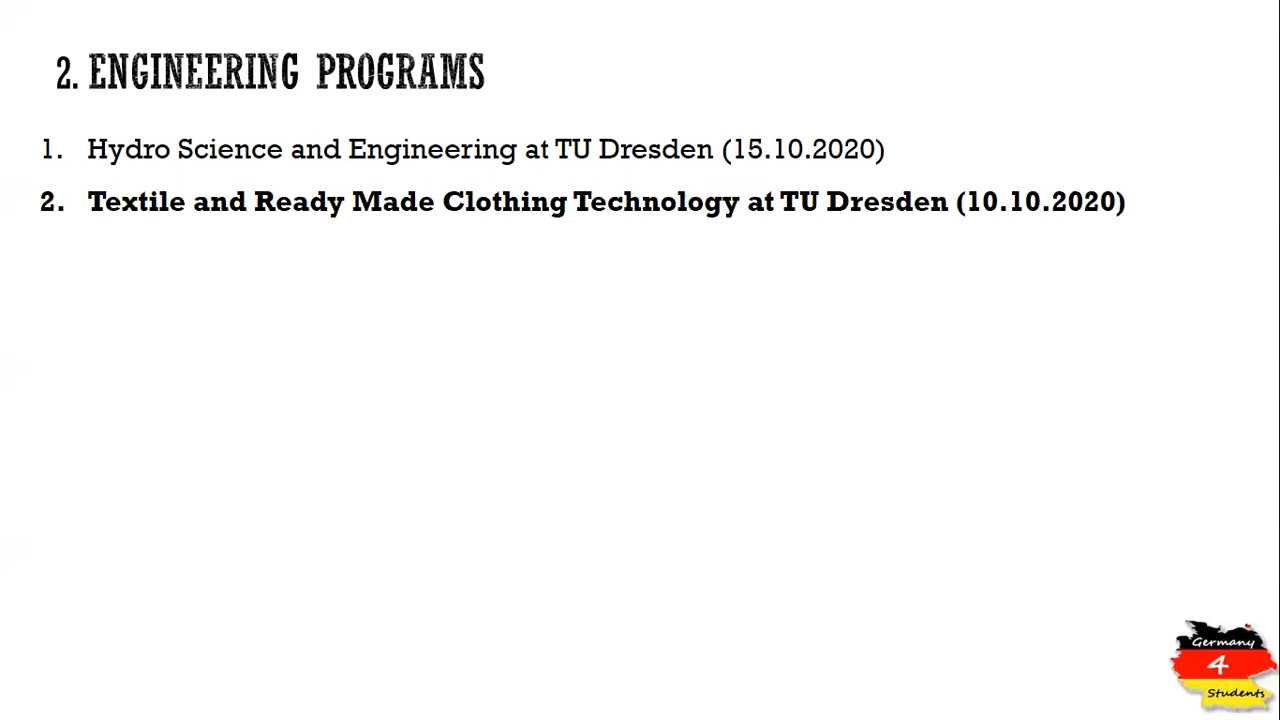 2. ENGINEERING PROGRAMS
1. Hydro Science and Engineering at TU Dresden (15.10.2020)
2. Textile and Ready Made Clothing Technology at TU Dresden (10.10.2020)
Germany
4
Students